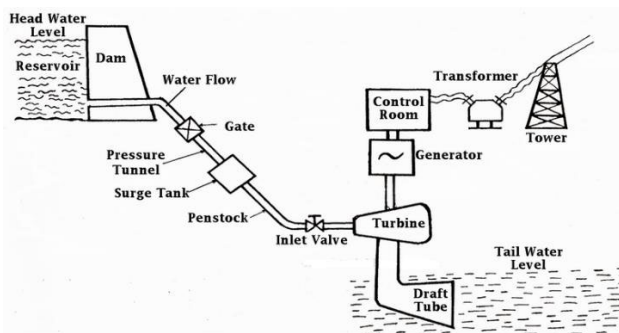 Head Water
Level
Reservoir
Dam
Water Flow
Gate
Pressure
Tunnel
Surge Tank
Penstock
Inlet Valve
Turbine
Generator
Control
Room
Transformer
Tower
Tail Water
Level
Draft
Tube